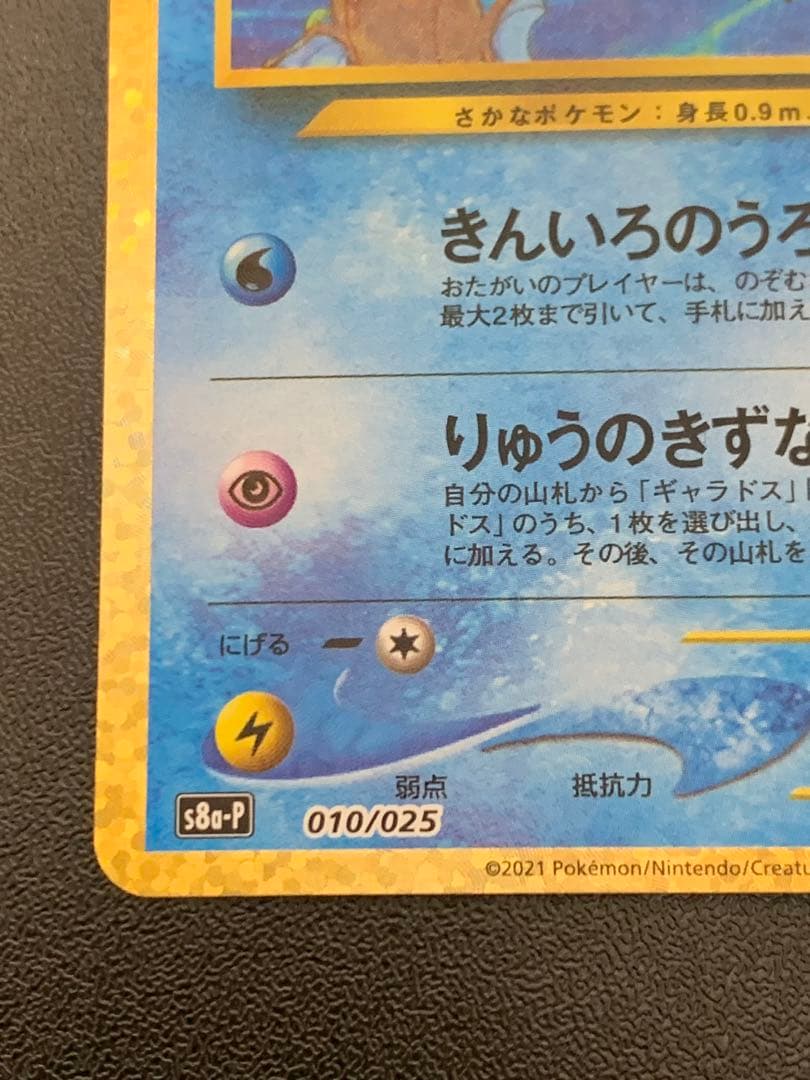 さかなポケモン：身長0.9m
きんいろのうろ
おたがいのプレイヤーは、のぞむ
最大2枚まで引いて、手札に加え
りゅうのきずな
自分の山札から「ギャラドス」
ドス」のうち、1枚を選び出し、
に加える。その後、その山札を
にげる
弱点
抵抗力
s8a-P
010/025
©2021 Pokémon/Nintendo/Creatu